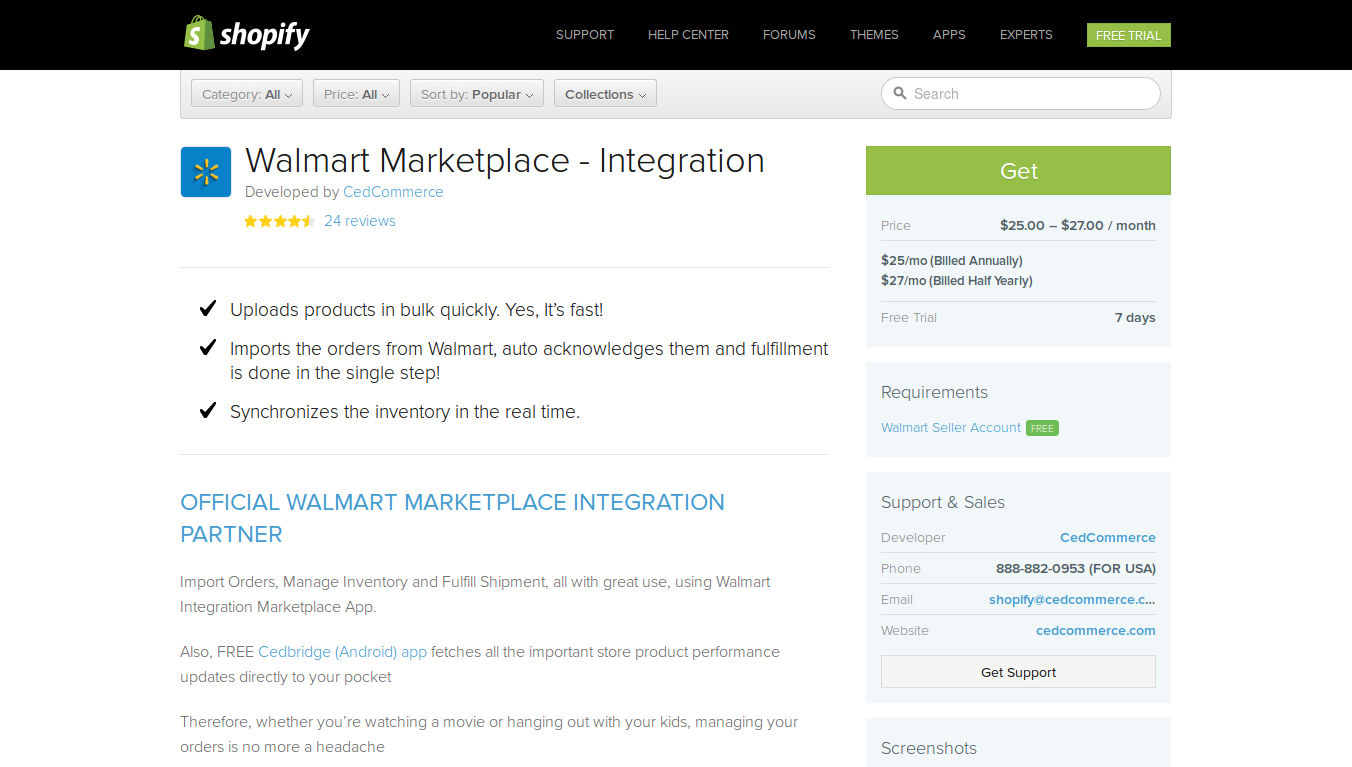 shopify
SUPPORT HELP CENTER FORUMS THEMES APPS EXPERTS FREE TRIAL
Category: All Price: All Sort by: Popular Collections Search
Walmart Marketplace - Integration
Developed by CedCommerce
24 reviews
Uploads products in bulk quickly. Yes, It’s fast!
Imports the orders from Walmart, auto acknowledges them and fulfillment
is done in the single step!
Synchronizes the inventory in the real time.
OFFICIAL WALMART MARKETPLACE INTEGRATION
PARTNER
Import Orders, Manage Inventory and Fulfill Shipment, all with great use, using Walmart
Integration Marketplace App.
Also, FREE Cedbridge (Android) app fetches all the important store product performance
updates directly to your pocket
Therefore, whether you’re watching a movie or hanging out with your kids, managing your
orders is no more a headache
Get
Price $25.00 – $27.00 / month
$25/mo (Billed Annually)
$27/mo (Billed Half Yearly)
Free Trial 7 days
Requirements
Walmart Seller Account FREE
Support & Sales
Developer CedCommerce
Phone 888-882-0953 (FOR USA)
Email shopify@cedcommerce.c...
Website cedcommerce.com
Get Support
Screenshots